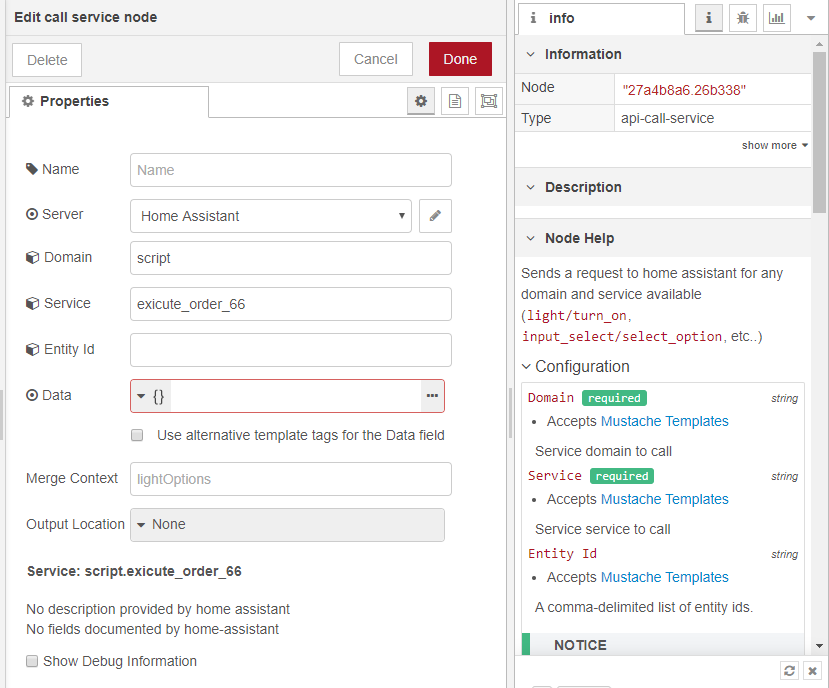 Edit call service node
Delete
Cancel
Done
Properties
Name
Name
Server
Home Assistant
Domain
script
Service
exicute_order_66
Entity Id
Data
{}
...
Use alternative template tags for the Data field
Merge Context
lightOptions
Output Location
None
Service: script.exicute_order_66
No description provided by home assistant
No fields documented by home-assistant
Show Debug Information
i info
i
Information
Node
"27a4b8a6.26b338"
Type
api-call-service
show more
Description
Node Help
Sends a request to home assistant for any
domain and service available
(light/turn_on,
input_select/select_option, etc..)
Configuration
Domain required string
• Accepts Mustache Templates
Service domain to call
Service required string
• Accepts Mustache Templates
Service service to call
Entity Id string
• Accepts Mustache Templates
A comma-delimited list of entity ids.
NOTICE